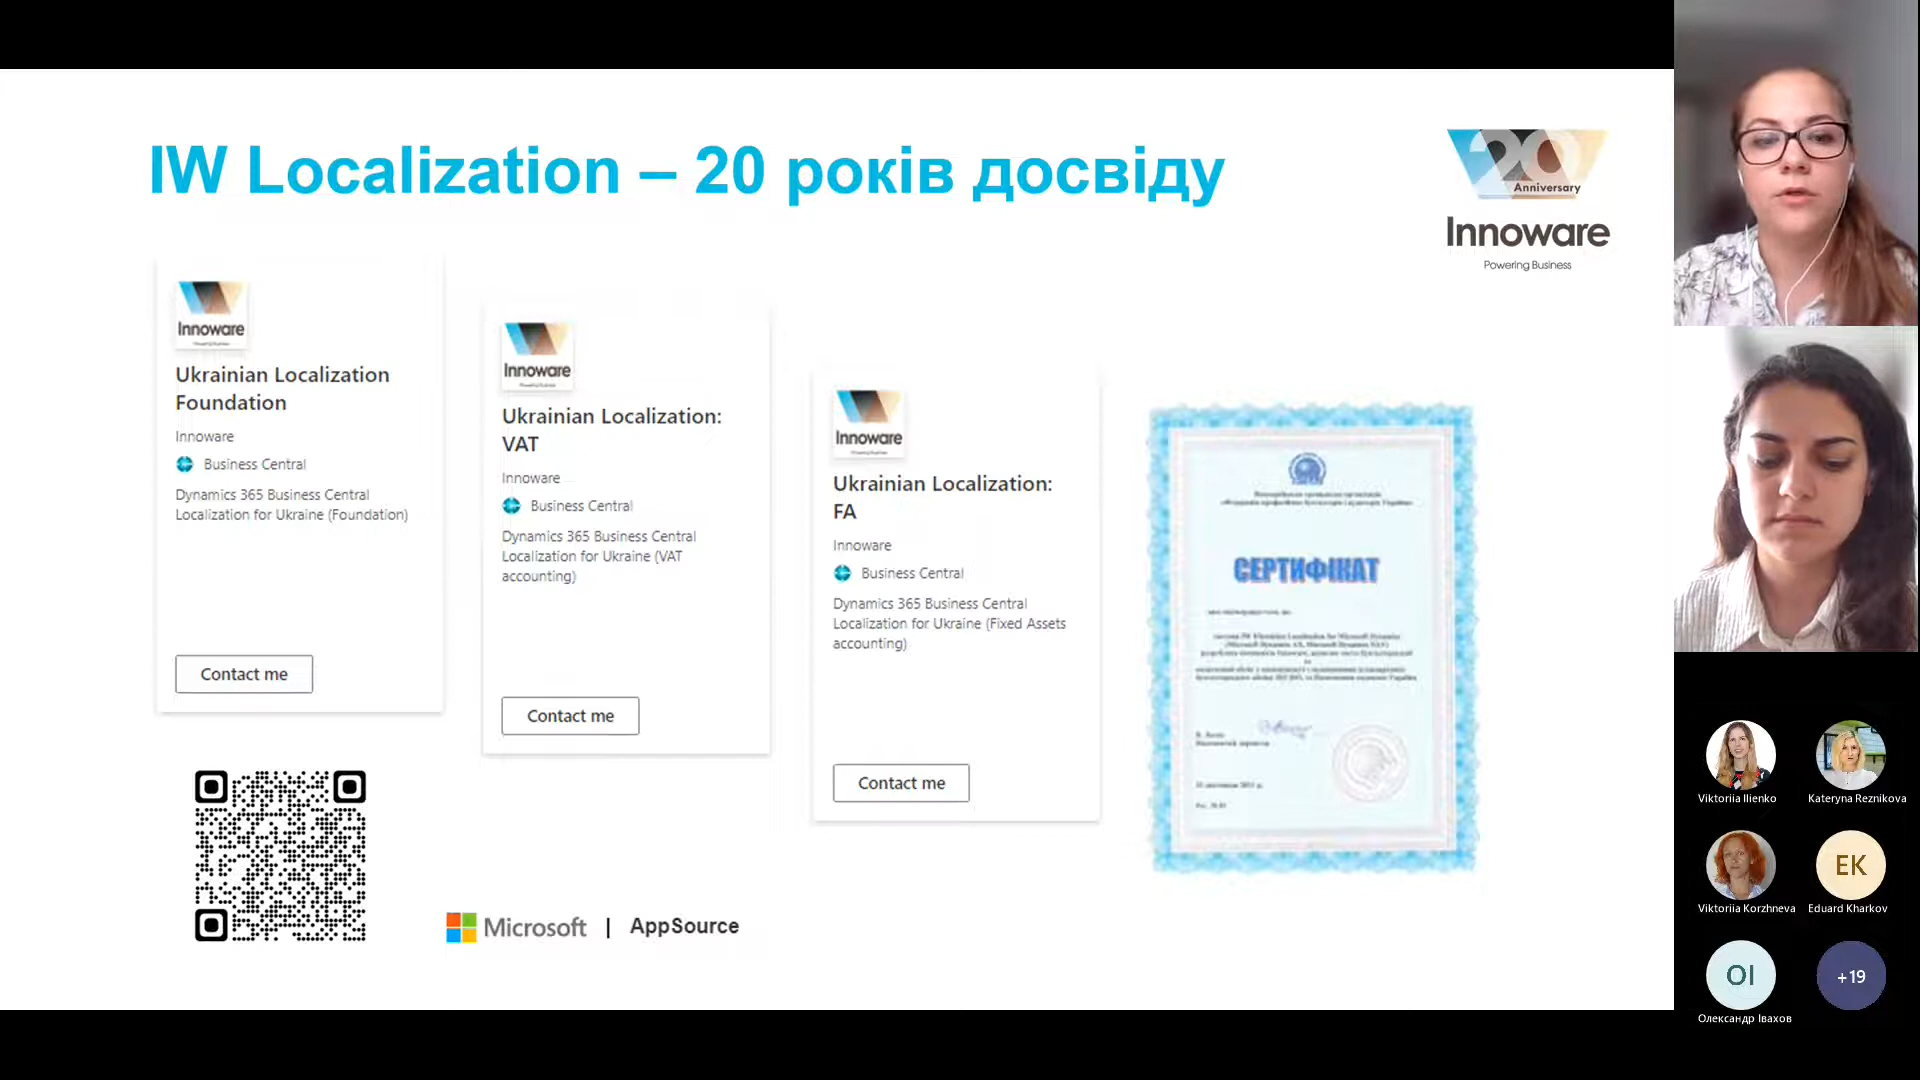 IW Localization – 20 років досвіду
20
Anniversary
Innoware
Powering Business
Innoware
Ukrainian Localization
Foundation
Innoware
Business Central
Dynamics 365 Business Central
Localization for Ukraine (Foundation)
Contact me
Innoware
Ukrainian Localization:
VAT
Innoware
Business Central
Dynamics 365 Business Central
Localization for Ukraine (VAT
accounting)
Contact me
Innoware
Ukrainian Localization:
FA
Innoware
Business Central
Dynamics 365 Business Central
Localization for Ukraine (Fixed Assets
accounting)
Contact me
СЕРТИФІКАТ
Microsoft | AppSource
Viktoriia Ilienko
Kateryna Reznikova
Viktoriia Korzhneva
EK
Eduard Kharkov
OI
Олександр Івахов
+19